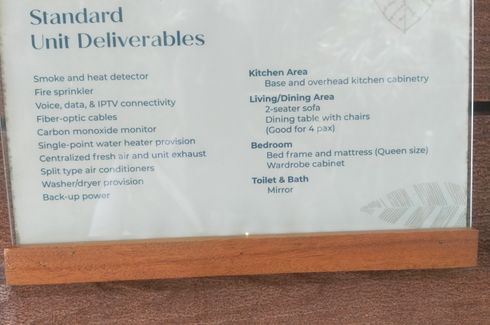 Standard
Unit Deliverables
Smoke and heat detector
Fire sprinkler
Voice, data, & IPTV connectivity
Fiber-optic cables
Carbon monoxide monitor
Single-point water heater provision
Centralized fresh air and unit exhaust
Split type air conditioners
Washer/dryer provision
Back-up power
Kitchen Area
Base and overhead kitchen cabinetry
Living/Dining Area
2-seater sofa
Dining table with chairs
(Good for 4 pax)
Bedroom
Bed frame and mattress (Queen size)
Wardrobe cabinet
Toilet & Bath
Mirror